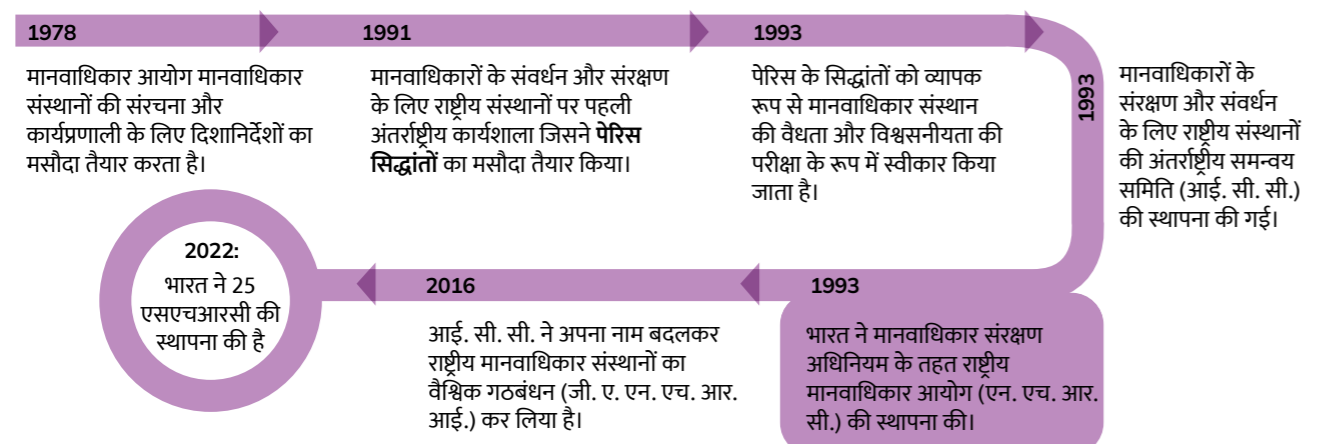 1978
मानवाधिकार आयोग मानवाधिकार
संस्थानों की संरचना और
कार्यप्रणाली के लिए दिशानिर्देशों का
मसौदा तैयार करता है।
1991
मानवाधिकारों के संवर्धन और संरक्षण
के लिए राष्ट्रीय संस्थानों पर पहली
अंतर्राष्ट्रीय कार्यशाला जिसने पेरिस
सिद्धांतों का मसौदा तैयार किया।
1993
पेरिस के सिद्धांतों को व्यापक
रूप से मानवाधिकार संस्थान
की वैधता और विश्वसनीयता की
परीक्षा के रूप में स्वीकार किया
जाता है।
1993
मानवाधिकारों के
संरक्षण और संवर्धन
के लिए राष्ट्रीय संस्थानों
की अंतर्राष्ट्रीय समन्वय
समिति (आई. सी. सी.)
की स्थापना की गई।
1993
भारत ने मानवाधिकार संरक्षण
अधिनियम के तहत राष्ट्रीय
मानवाधिकार आयोग (एन. एच. आर.
सी.) की स्थापना की।
2016
आई. सी. सी. ने अपना नाम बदलकर
राष्ट्रीय मानवाधिकार संस्थानों का
वैश्विक गठबंधन (जी. ए. एन. एच. आर.
आई.) कर लिया है।
2022:
भारत ने 25
एसएचआरसी की
स्थापना की है